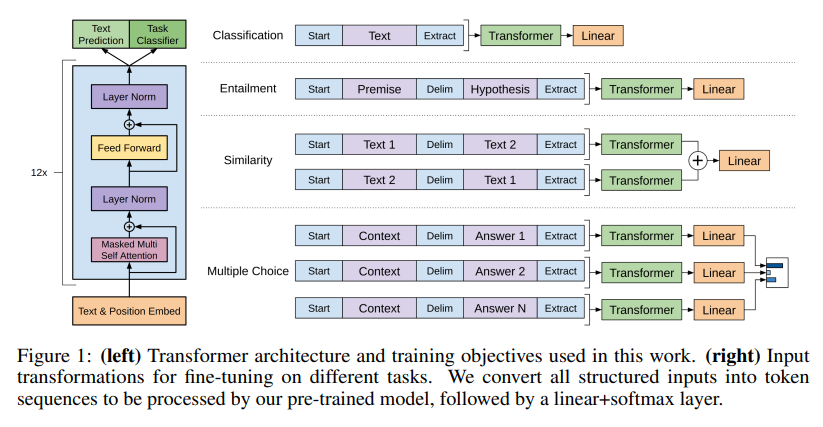 Text Prediction
Task Classifier
12x
Layer Norm
Feed Forward
Layer Norm
Masked Multi Self Attention
Text & Position Embed
Classification
Start Text Extract Transformer Linear
Entailment
Start Premise Delim Hypothesis Extract Transformer Linear
Similarity
Start Text 1 Delim Text 2 Extract Transformer
Linear
Start Text 2 Delim Text 1 Extract Transformer
Multiple Choice
Start Context Delim Answer 1 Extract Transformer Linear
Start Context Delim Answer 2 Extract Transformer Linear
Start Context Delim Answer N Extract Transformer Linear
Figure 1: (left) Transformer architecture and training objectives used in this work. (right) Input
transformations for fine-tuning on different tasks. We convert all structured inputs into token
sequences to be processed by our pre-trained model, followed by a linear+softmax layer.